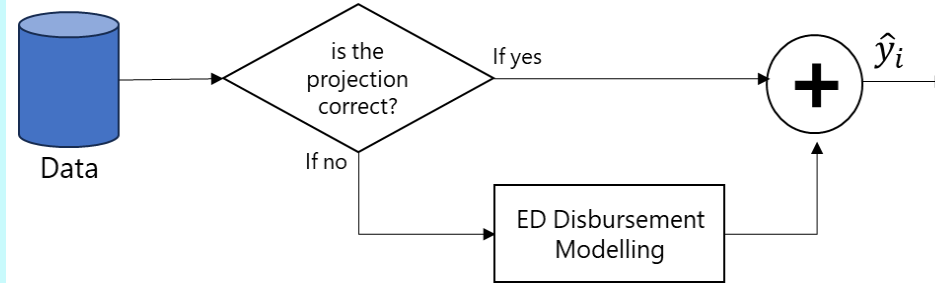 is the
projection
correct?
If yes
ŷᵢ
+
Data
If no
ED Disbursement
Modelling